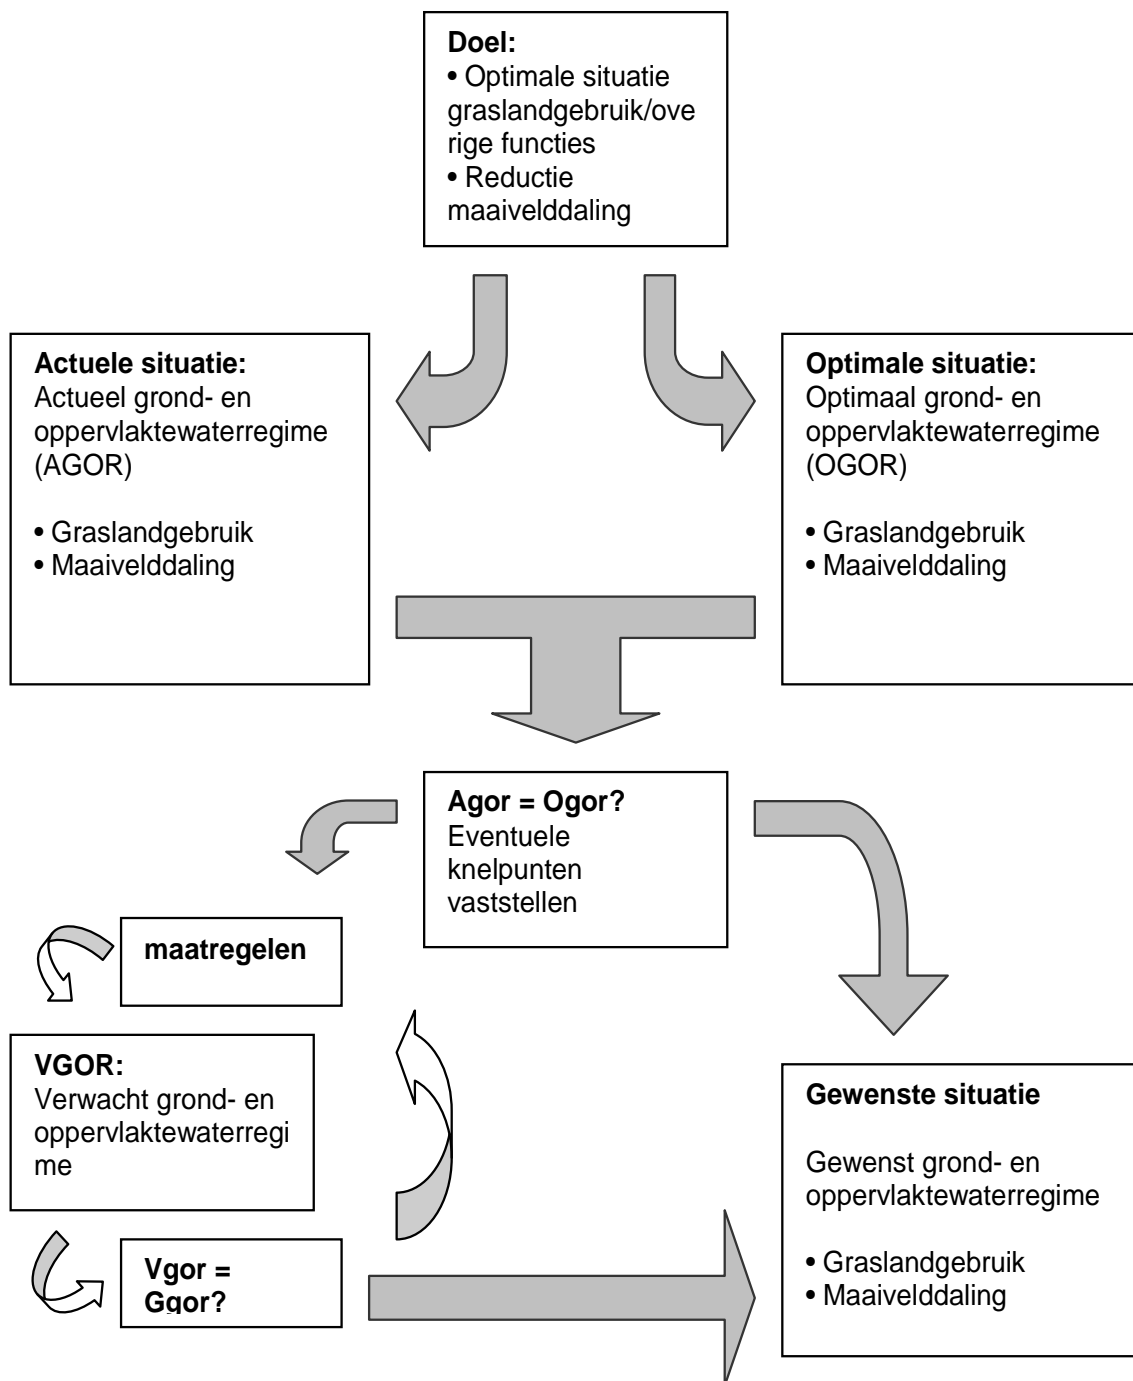 Doel:
• Optimale situatie
graslandgebruik/ove
rige functies
• Reductie
maaivelddaling
Actuele situatie:
Actueel grond- en
oppervlaktewaterregime
(AGOR)
• Graslandgebruik
• Maaivelddaling
Optimale situatie:
Optimaal grond- en
oppervlaktewaterregime
(OGOR)
• Graslandgebruik
• Maaivelddaling
Agor = Ogor?
Eventuele
knelpunten
vaststellen
maatregelen
VGOR:
Verwacht grond- en
oppervlaktewaterregi
me
Vgor =
Ggor?
Gewenste situatie
Gewenst grond- en
oppervlaktewaterregime
• Graslandgebruik
• Maaivelddaling